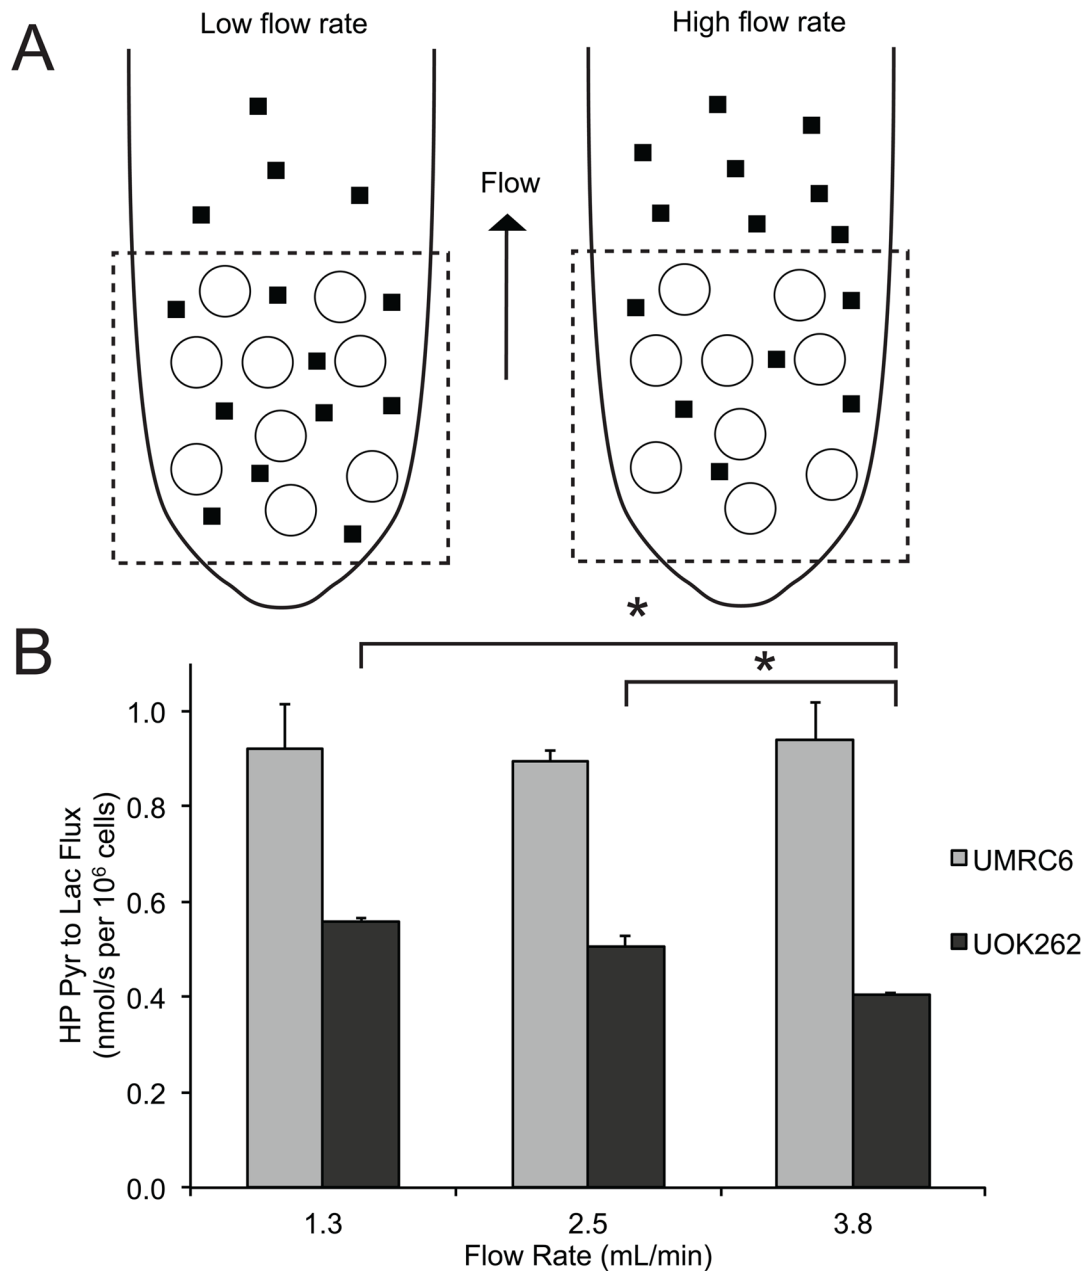 A
Low flow rate
High flow rate
Flow
B
*
*
1.0
0.8
0.6
0.4
0.2
0.0
HP Pyr to Lac Flux
(nmol/s per 10⁶ cells)
UMRC6
UOK262
1.3
2.5
3.8
Flow Rate (mL/min)